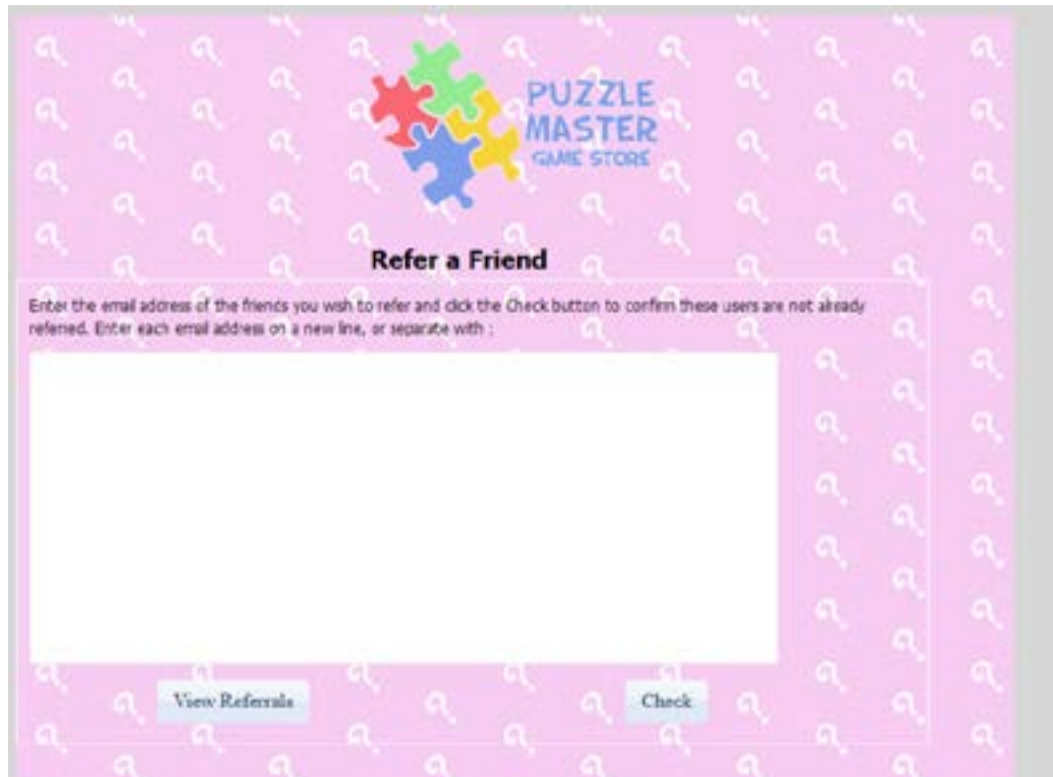 PUZZLE
MASTER
GAME STORE
Refer a Friend
Enter the email address of the friends you wish to refer and click the Check button to confirm these users are not already
referred. Enter each email address on a new line, or separate with ;
View Referrals
Check